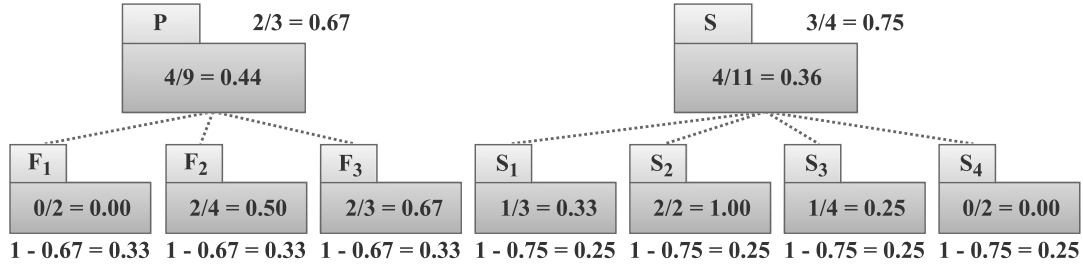 P 2/3 = 0.67 S 3/4 = 0.75
4/9 = 0.44 4/11 = 0.36
F1 F2 F3 S1 S2 S3 S4
0/2 = 0.00 2/4 = 0.50 2/3 = 0.67 1/3 = 0.33 2/2 = 1.00 1/4 = 0.25 0/2 = 0.00
1 - 0.67 = 0.33 1 - 0.67 = 0.33 1 - 0.67 = 0.33 1 - 0.75 = 0.25 1 - 0.75 = 0.25 1 - 0.75 = 0.25 1 - 0.75 = 0.25